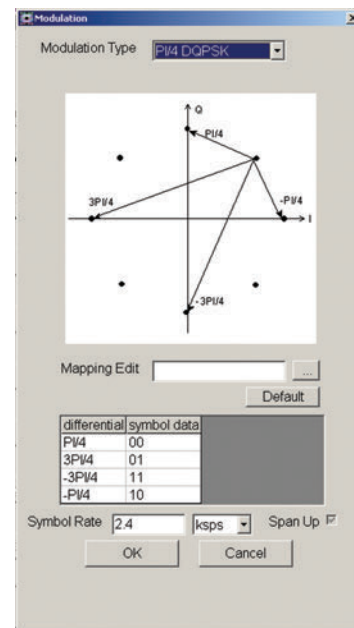 Modulation
Modulation Type PI/4 DQPSK
Q
PI/4
3PI/4
-PI/4
I
-3PI/4
Mapping Edit ...
Default
differential symbol data
PI/4 00
3PI/4 01
-3PI/4 11
-PI/4 10
Symbol Rate 2.4 ksps Span Up
OK Cancel